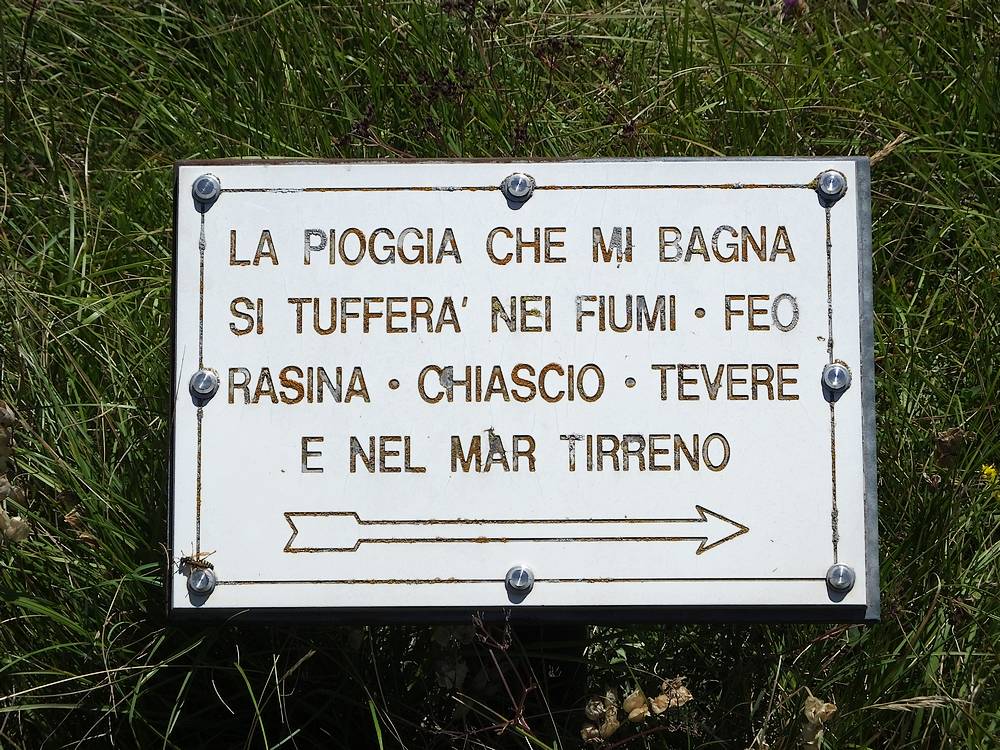 LA PIOGGIA CHE MI BAGNA
SI TUFFERA' NEI FIUMI • FEO
RASINA • CHIASCIO • TEVERE
E NEL MAR TIRRENO